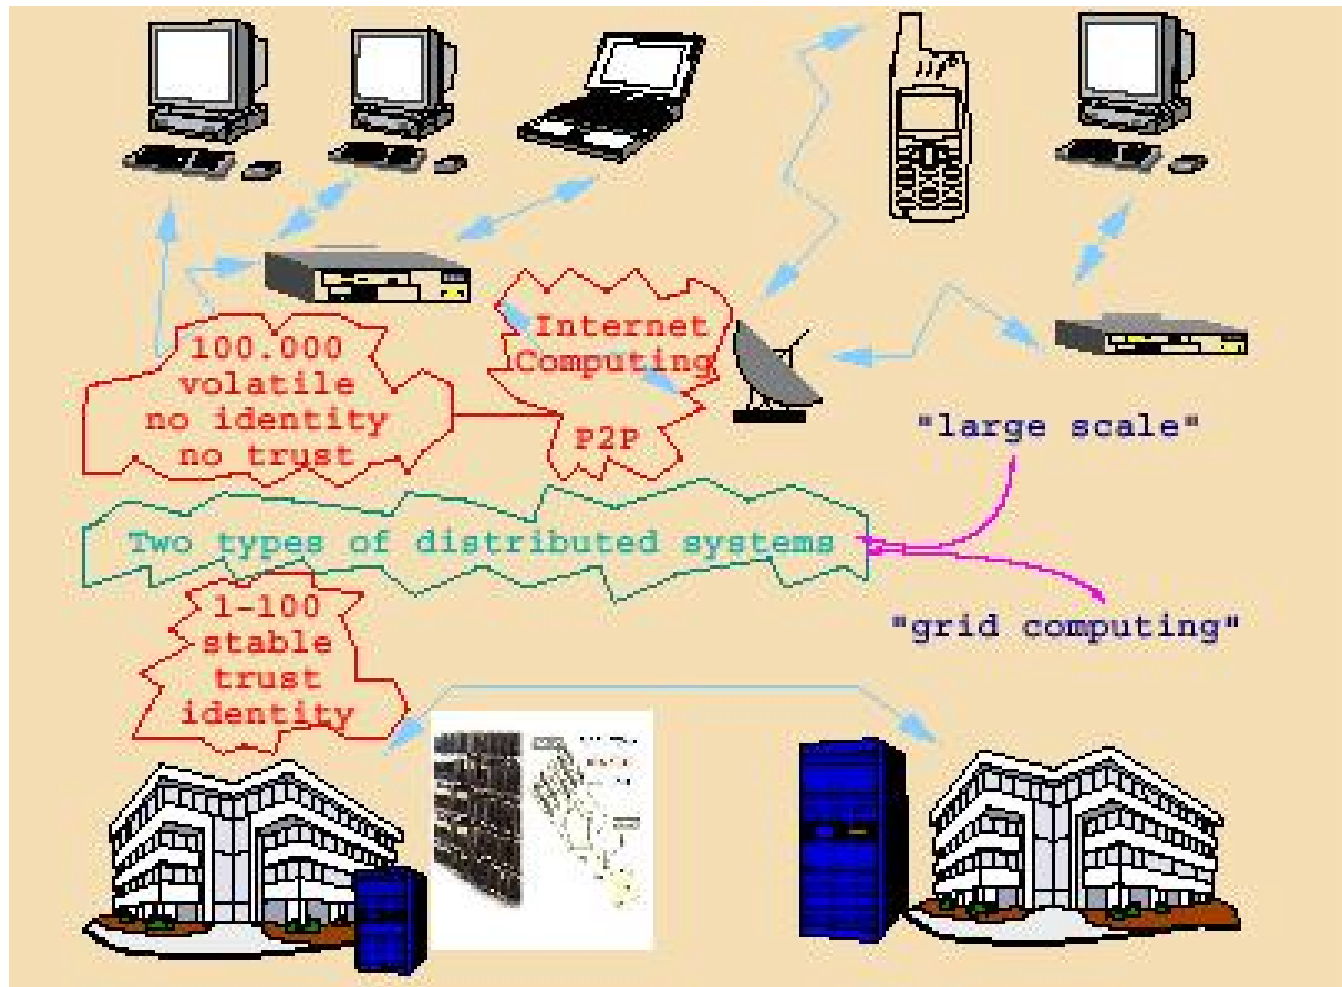 Internet
Computing
P2P
100.000
volatile
no identity
no trust
"large scale"
Two types of distributed systems
"grid computing"
1-100
stable
trust
identity